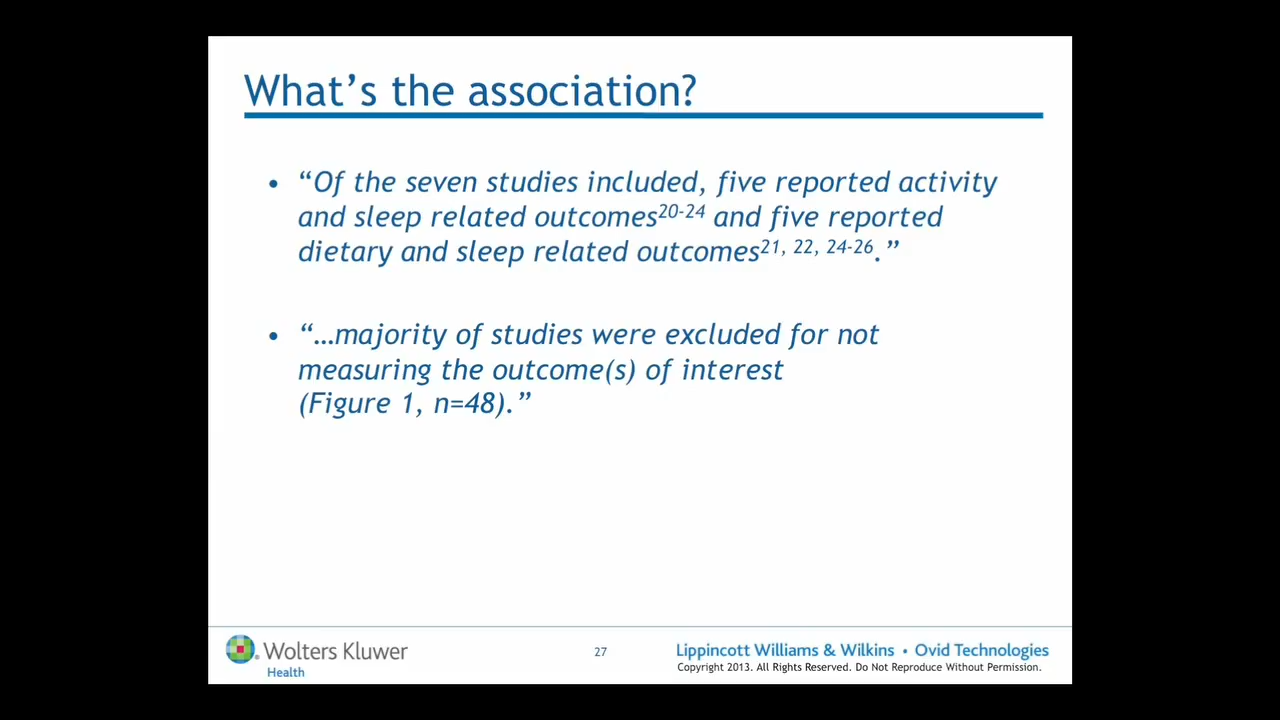 What’s the association?
• “Of the seven studies included, five reported activity
and sleep related outcomes20-24 and five reported
dietary and sleep related outcomes21, 22, 24-26.”
• “…majority of studies were excluded for not
measuring the outcome(s) of interest
(Figure 1, n=48).”
Wolters Kluwer
Health
27
Lippincott Williams & Wilkins • Ovid Technologies
Copyright 2013. All Rights Reserved. Do Not Reproduce Without Permission.